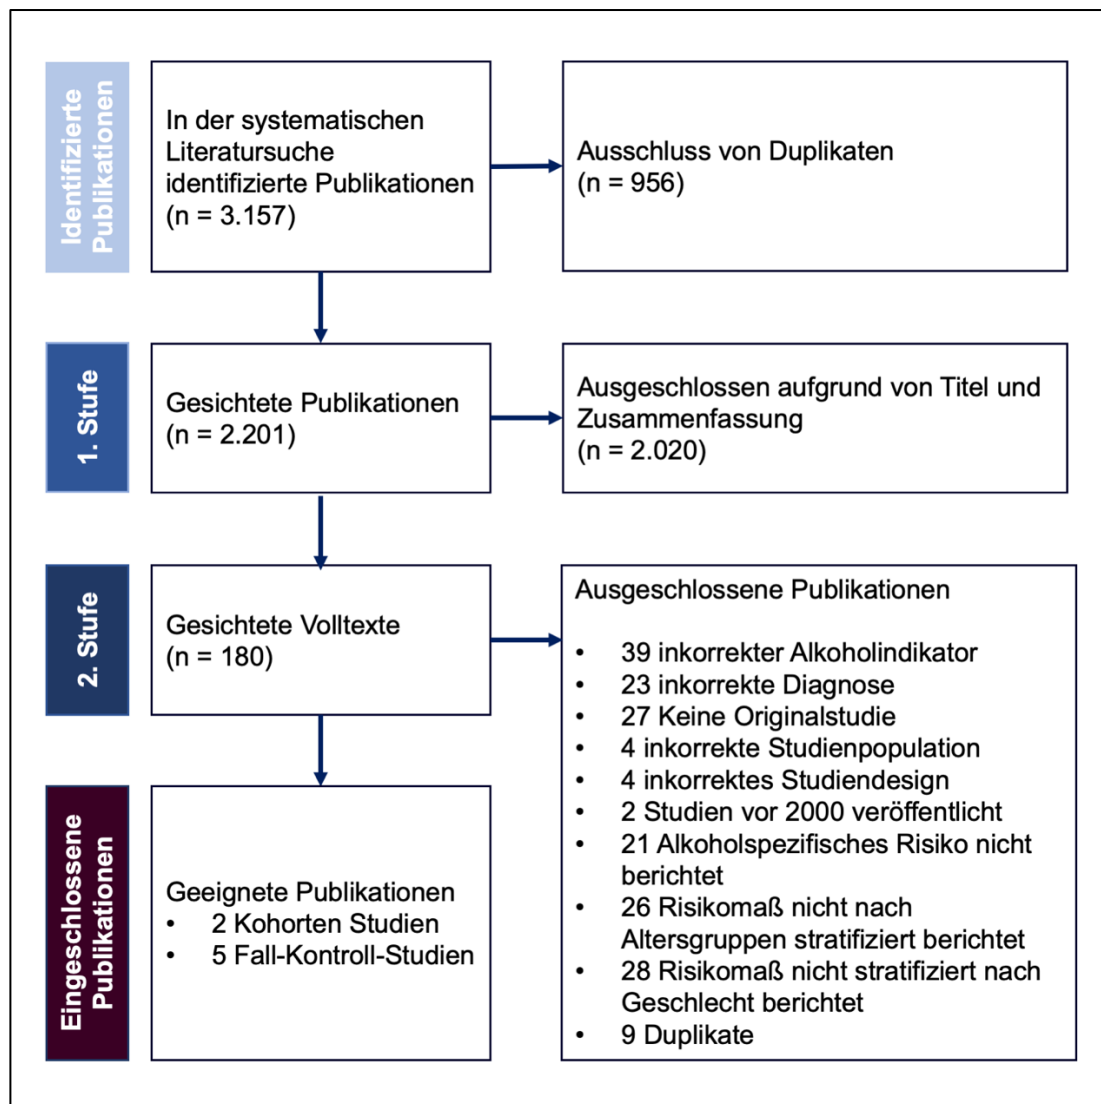 Identifizierte
Publikationen
In der systematischen
Literatursuche
identifizierte Publikationen
(n = 3.157)
Ausschluss von Duplikaten
(n = 956)
1. Stufe
Gesichtete Publikationen
(n = 2.201)
Ausgeschlossen aufgrund von Titel und
Zusammenfassung
(n = 2.020)
2. Stufe
Gesichtete Volltexte
(n = 180)
Ausgeschlossene Publikationen
• 39 inkorrekter Alkoholindikator
• 23 inkorrekte Diagnose
• 27 Keine Originalstudie
• 4 inkorrekte Studienpopulation
• 4 inkorrektes Studiendesign
• 2 Studien vor 2000 veröffentlicht
• 21 Alkoholspezifisches Risiko nicht
berichtet
• 26 Risikomaß nicht nach
Altersgruppen stratifiziert berichtet
• 28 Risikomaß nicht stratifiziert nach
Geschlecht berichtet
• 9 Duplikate
Eingeschlossene
Publikationen
Geeignete Publikationen
• 2 Kohorten Studien
• 5 Fall-Kontroll-Studien